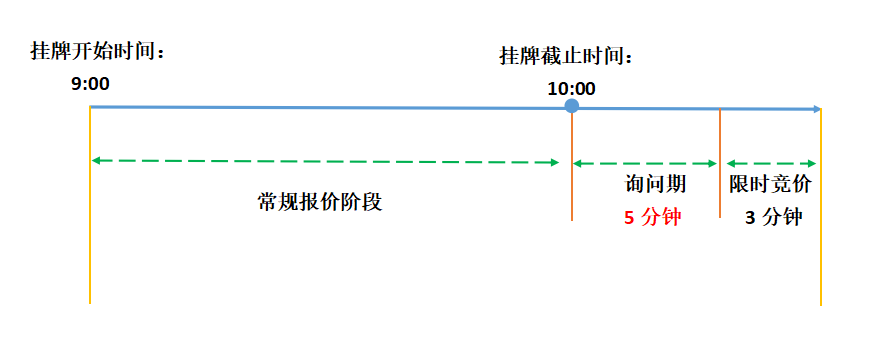 挂牌开始时间：
9:00
挂牌截止时间：
10:00
常规报价阶段
询问期
5 分钟
限时竞价
3 分钟